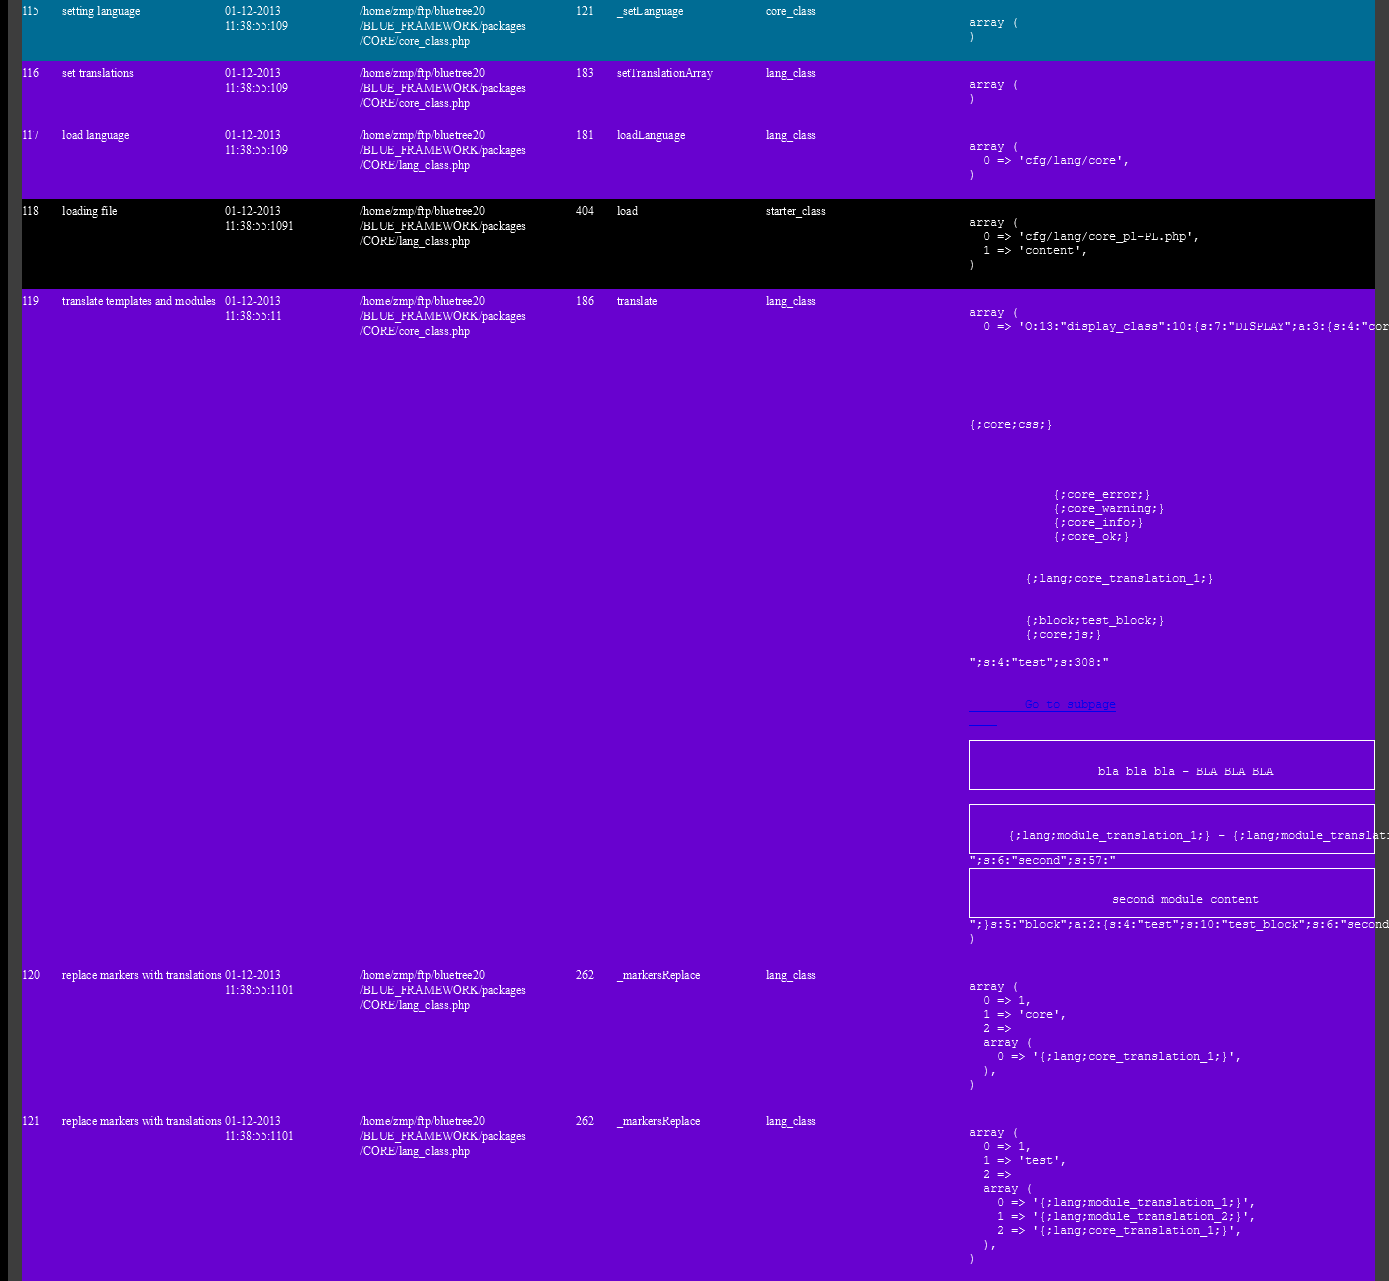 115 setting language 01-12-2013 /home/zmp/ftp/bluetree20 121 _setLanguage core_class
11:38:55:109 /BLUE_FRAMEWORK/packages array (
/CORE/core_class.php )
116 set translations 01-12-2013 /home/zmp/ftp/bluetree20 183 setTranslationArray lang_class
11:38:55:109 /BLUE_FRAMEWORK/packages array (
/CORE/core_class.php )
117 load language 01-12-2013 /home/zmp/ftp/bluetree20 181 loadLanguage lang_class
11:38:55:109 /BLUE_FRAMEWORK/packages array (
/CORE/lang_class.php 0 => 'cfg/lang/core',
)
118 loading file 01-12-2013 /home/zmp/ftp/bluetree20 404 load starter_class
11:38:55:1091 /BLUE_FRAMEWORK/packages array (
/CORE/lang_class.php 0 => 'cfg/lang/core_pl-PL.php',
1 => 'content',
)
119 translate templates and modules 01-12-2013 /home/zmp/ftp/bluetree20 186 translate lang_class
11:38:55:11 /BLUE_FRAMEWORK/packages array (
/CORE/core_class.php 0 => 'O:13:"display_class":10:{s:7:"DISPLAY";a:3:{s:4:"cor
{;core;css;}
{;core_error;}
{;core_warning;}
{;core_info;}
{;core_ok;}
{;lang;core_translation_1;}
{;block;test_block;}
{;core;js;}
";s:4:"test";s:308:"
Go to subpage
bla bla bla - BLA BLA BLA
{;lang;module_translation_1;} - {;lang;module_translati
";s:6:"second";s:57:"
second module content
";}s:5:"block";a:2:{s:4:"test";s:10:"test_block";s:6:"second
)
120 replace markers with translations 01-12-2013 /home/zmp/ftp/bluetree20 262 _markersReplace lang_class
11:38:55:1101 /BLUE_FRAMEWORK/packages array (
/CORE/lang_class.php 0 => 1,
1 => 'core',
2 =>
array (
0 => '{;lang;core_translation_1;}',
),
)
121 replace markers with translations 01-12-2013 /home/zmp/ftp/bluetree20 262 _markersReplace lang_class
11:38:55:1101 /BLUE_FRAMEWORK/packages array (
/CORE/lang_class.php 0 => 1,
1 => 'test',
2 =>
array (
0 => '{;lang;module_translation_1;}',
1 => '{;lang;module_translation_2;}',
2 => '{;lang;core_translation_1;}',
),
)